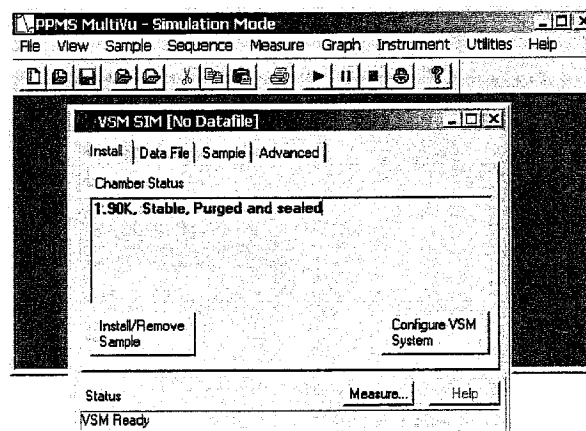 PPMS MultiVu - Simulation Mode
File View Sample Sequence Measure Graph Instrument Utilities Help
VSM SIM [No Datafile]
Install Data File Sample Advanced
Chamber Status
1.90K, Stable, Purged and sealed
Install/Remove Sample
Configure VSM System
Status
Measure...
Help
VSM Ready